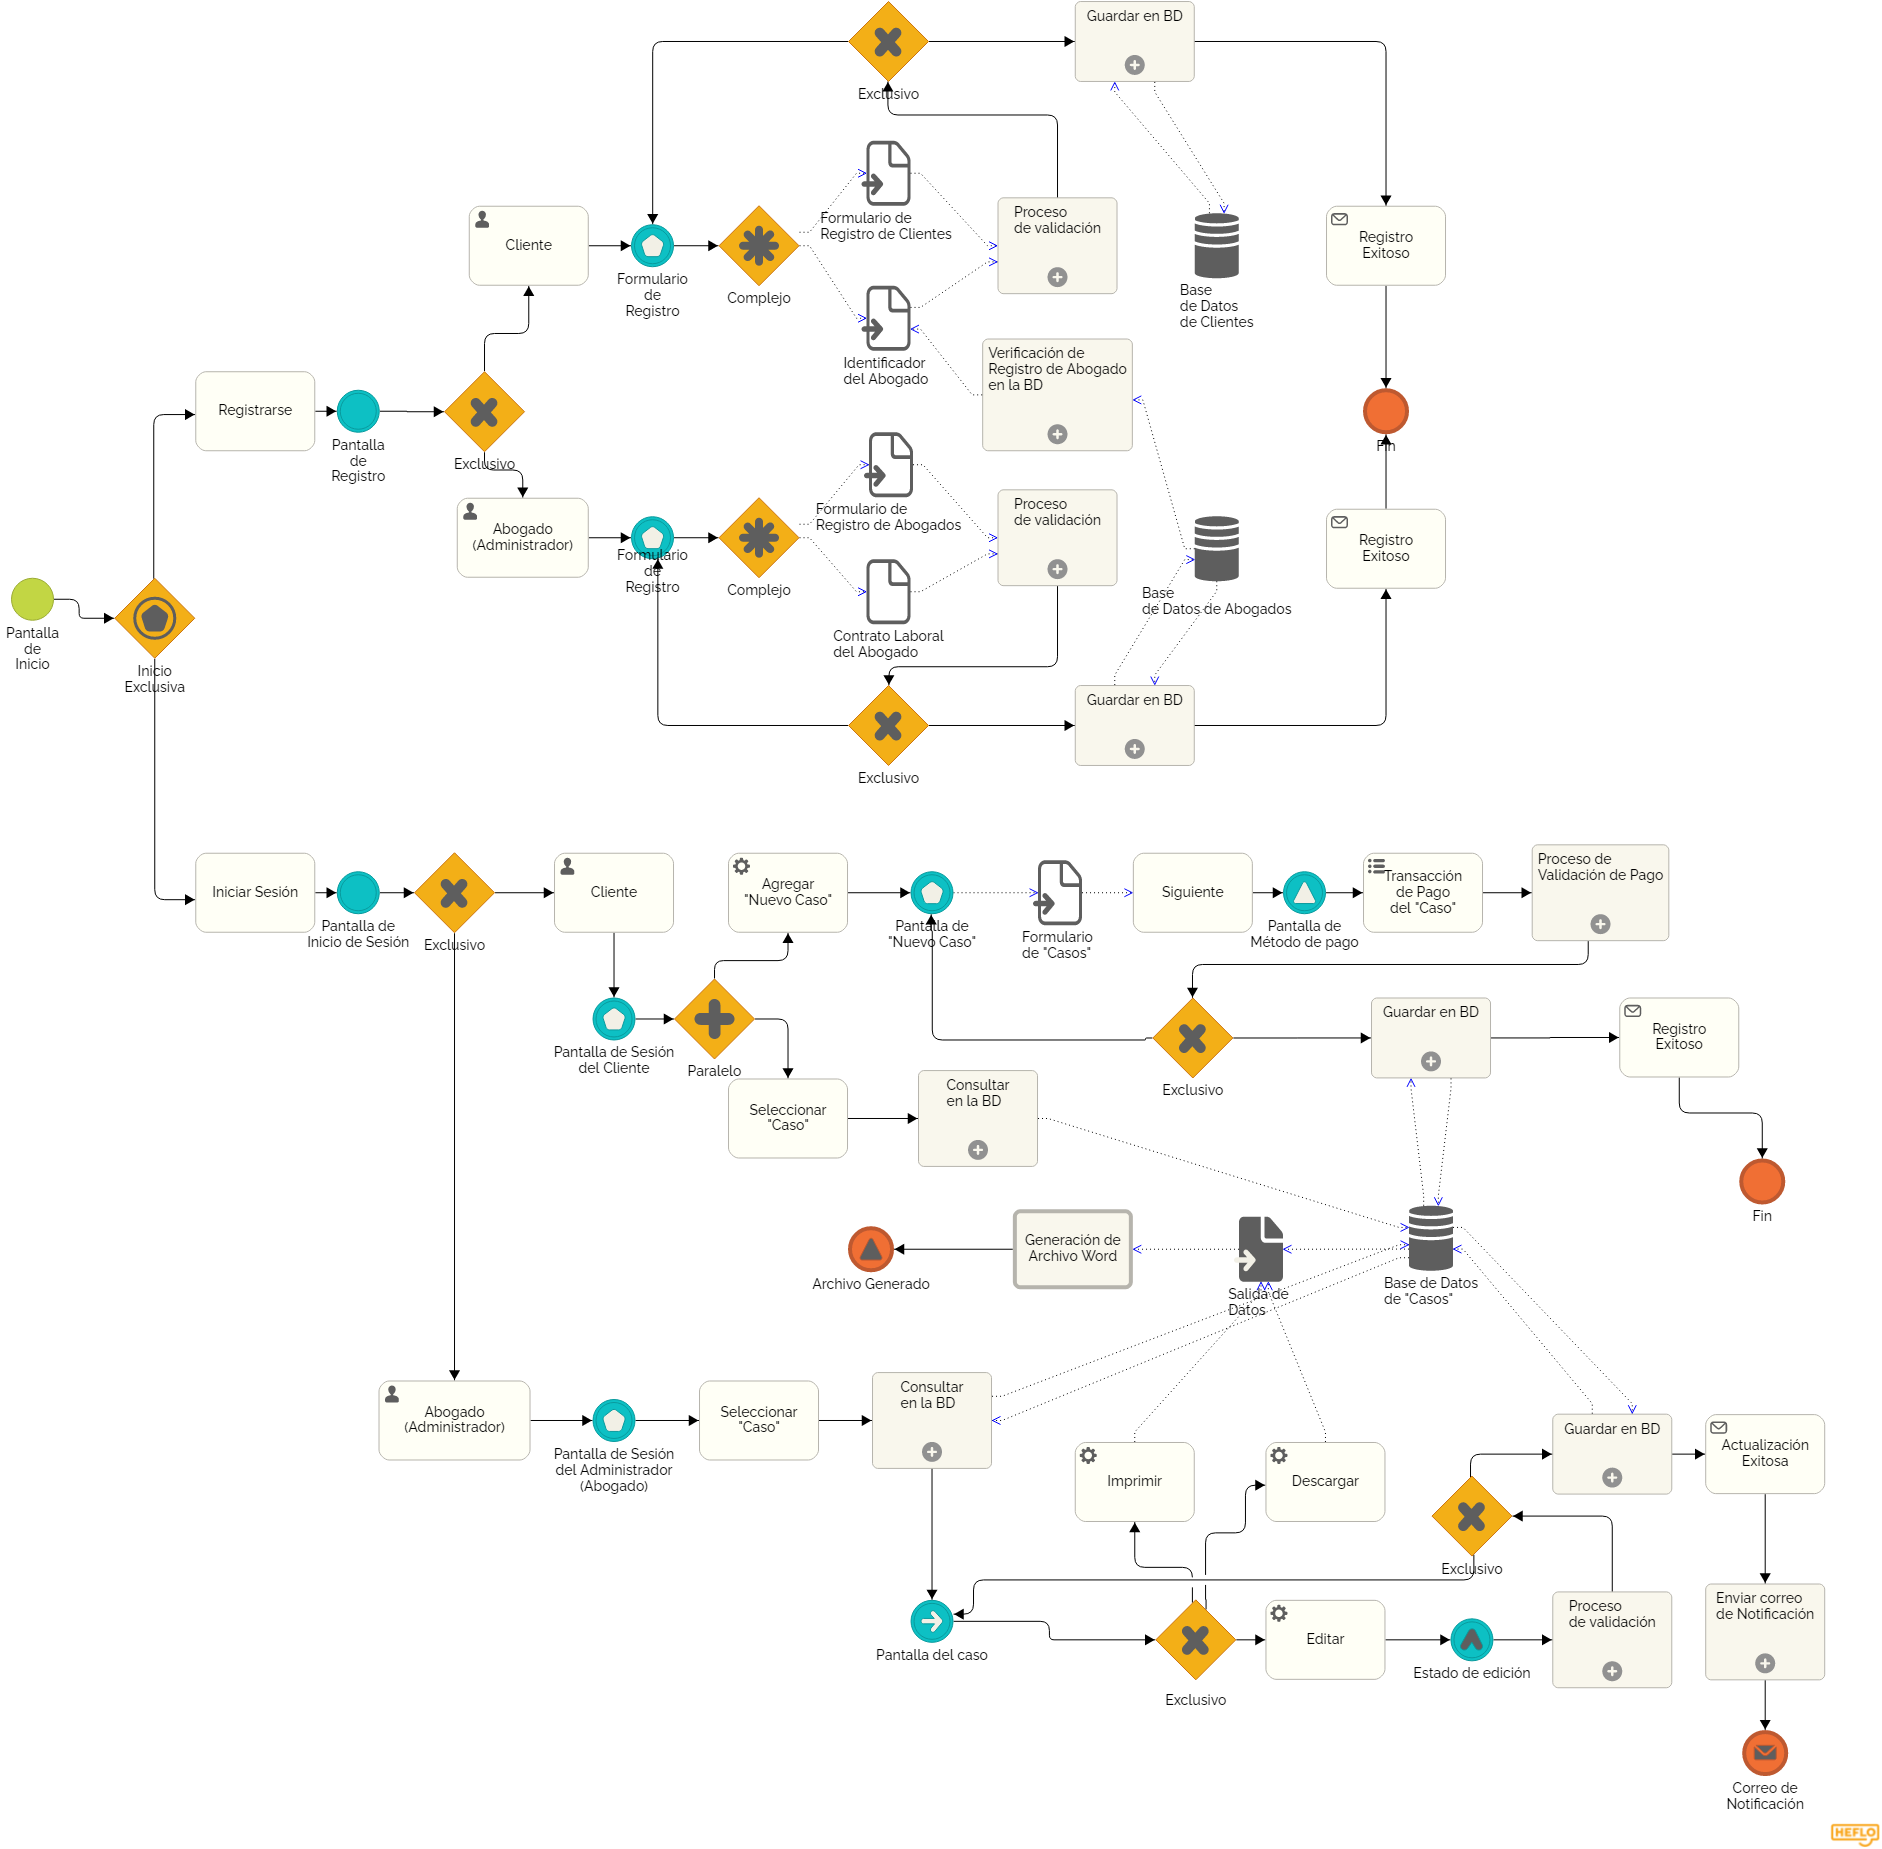 Guardar en BD
Exclusivo
Formulario de
Registro de Clientes
Proceso
de validación
Cliente
Registro
Exitoso
Formulario
de
Registro
Complejo
Base
de Datos
de Clientes
Identificador
del Abogado
Verificación de
Registro de Abogado
en la BD
Registrarse
Pantalla
de
Registro
Exclusivo
Fin
Abogado
(Administrador)
Formulario
de
Registro
Complejo
Formulario de
Registro de Abogados
Proceso
de validación
Registro
Exitoso
Base
de Datos de Abogados
Contrato Laboral
del Abogado
Pantalla
de
Inicio
Inicio
Exclusiva
Guardar en BD
Exclusivo
Iniciar Sesión
Pantalla de
Inicio de Sesión
Exclusivo
Cliente
Agregar
"Nuevo Caso"
Pantalla de
"Nuevo Caso"
Formulario
de "Casos"
Siguiente
Pantalla de
Método de pago
Transacción
de Pago
del "Caso"
Proceso de
Validación de Pago
Pantalla de Sesión
del Cliente
Paralelo
Exclusivo
Guardar en BD
Registro
Exitoso
Seleccionar
"Caso"
Consultar
en la BD
Fin
Archivo Generado
Generación de
Archivo Word
Salida de
Datos
Base de Datos
de "Casos"
Abogado
(Administrador)
Pantalla de Sesión
del Administrador
(Abogado)
Seleccionar
"Caso"
Consultar
en la BD
Imprimir
Descargar
Guardar en BD
Actualización
Exitosa
Exclusivo
Pantalla del caso
Exclusivo
Editar
Estado de edición
Proceso
de validación
Enviar correo
de Notificación
Correo de
Notificación
HEFLO